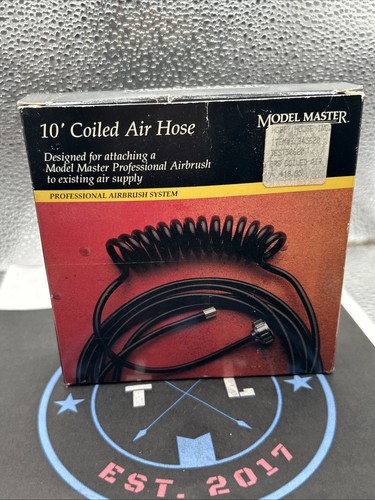 10' Coiled Air Hose
MODEL MASTER
Designed for attaching a
Model Master Professional Airbrush
to existing air supply
PROFESSIONAL AIRBRUSH SYSTEM
T L
EST. 2017